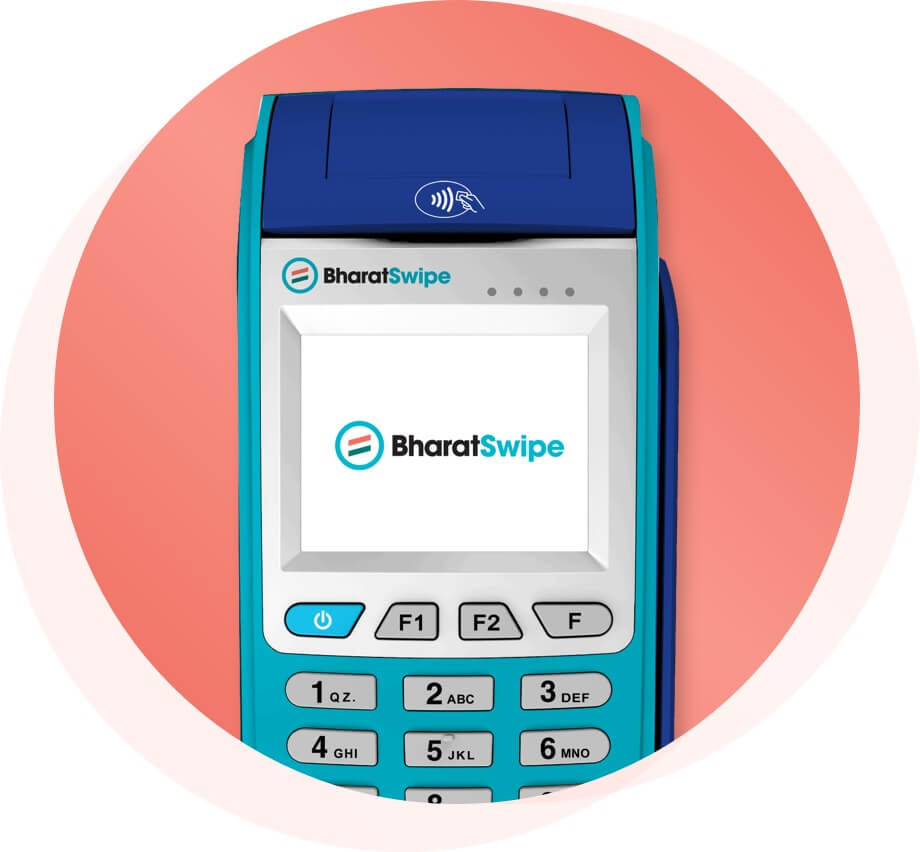 BharatSwipe
BharatSwipe
F1 F2 F
1 QZ. 2 ABC 3 DEF
4 GHI 5 JKL 6 MNO